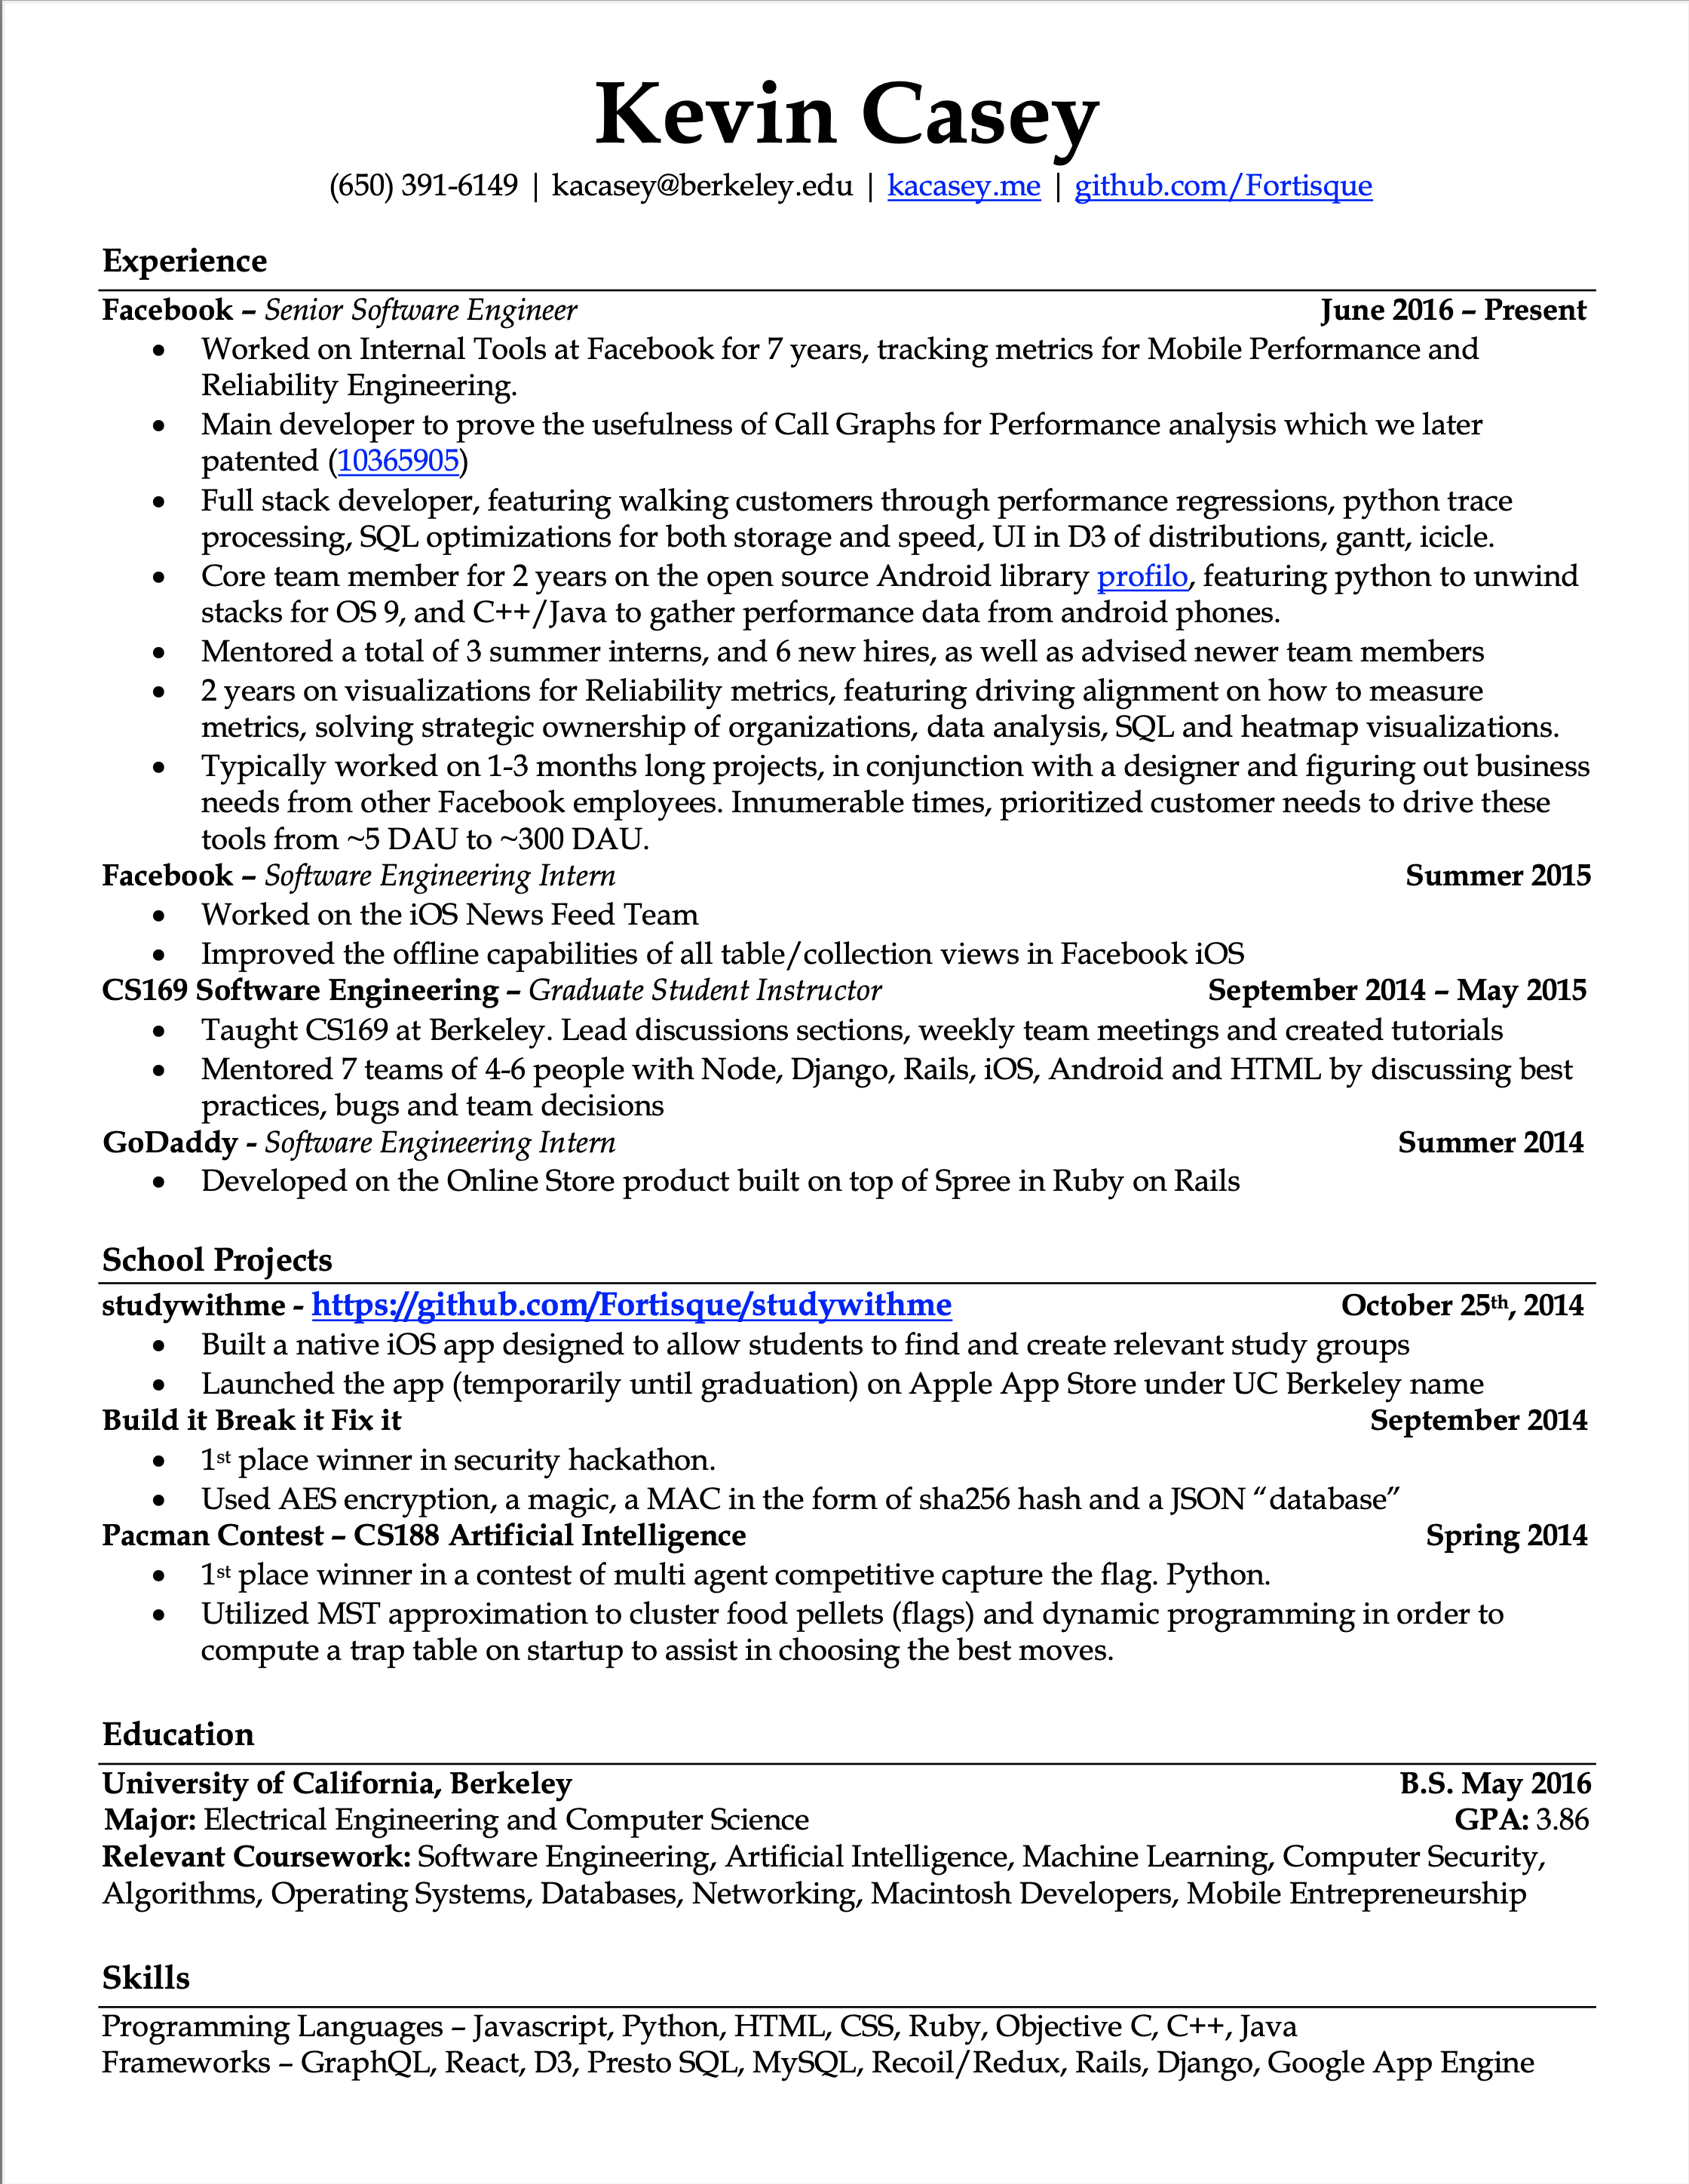 Kevin Casey
(650) 391-6149 | kacasey@berkeley.edu | kacasey.me | github.com/Fortisque
Experience
Facebook – Senior Software Engineer June 2016 – Present
• Worked on Internal Tools at Facebook for 7 years, tracking metrics for Mobile Performance and
Reliability Engineering.
• Main developer to prove the usefulness of Call Graphs for Performance analysis which we later
patented (10365905)
• Full stack developer, featuring walking customers through performance regressions, python trace
processing, SQL optimizations for both storage and speed, UI in D3 of distributions, gantt, icicle.
• Core team member for 2 years on the open source Android library profilo, featuring python to unwind
stacks for OS 9, and C++/Java to gather performance data from android phones.
• Mentored a total of 3 summer interns, and 6 new hires, as well as advised newer team members
• 2 years on visualizations for Reliability metrics, featuring driving alignment on how to measure
metrics, solving strategic ownership of organizations, data analysis, SQL and heatmap visualizations.
• Typically worked on 1-3 months long projects, in conjunction with a designer and figuring out business
needs from other Facebook employees. Innumerable times, prioritized customer needs to drive these
tools from ~5 DAU to ~300 DAU.
Facebook – Software Engineering Intern Summer 2015
• Worked on the iOS News Feed Team
• Improved the offline capabilities of all table/collection views in Facebook iOS
CS169 Software Engineering – Graduate Student Instructor September 2014 – May 2015
• Taught CS169 at Berkeley. Lead discussions sections, weekly team meetings and created tutorials
• Mentored 7 teams of 4-6 people with Node, Django, Rails, iOS, Android and HTML by discussing best
practices, bugs and team decisions
GoDaddy - Software Engineering Intern Summer 2014
• Developed on the Online Store product built on top of Spree in Ruby on Rails
School Projects
studywithme - https://github.com/Fortisque/studywithme October 25th, 2014
• Built a native iOS app designed to allow students to find and create relevant study groups
• Launched the app (temporarily until graduation) on Apple App Store under UC Berkeley name
Build it Break it Fix it September 2014
• 1st place winner in security hackathon.
• Used AES encryption, a magic, a MAC in the form of sha256 hash and a JSON “database”
Pacman Contest – CS188 Artificial Intelligence Spring 2014
• 1st place winner in a contest of multi agent competitive capture the flag. Python.
• Utilized MST approximation to cluster food pellets (flags) and dynamic programming in order to
compute a trap table on startup to assist in choosing the best moves.
Education
University of California, Berkeley B.S. May 2016
Major: Electrical Engineering and Computer Science GPA: 3.86
Relevant Coursework: Software Engineering, Artificial Intelligence, Machine Learning, Computer Security,
Algorithms, Operating Systems, Databases, Networking, Macintosh Developers, Mobile Entrepreneurship
Skills
Programming Languages – Javascript, Python, HTML, CSS, Ruby, Objective C, C++, Java
Frameworks – GraphQL, React, D3, Presto SQL, MySQL, Recoil/Redux, Rails, Django, Google App Engine